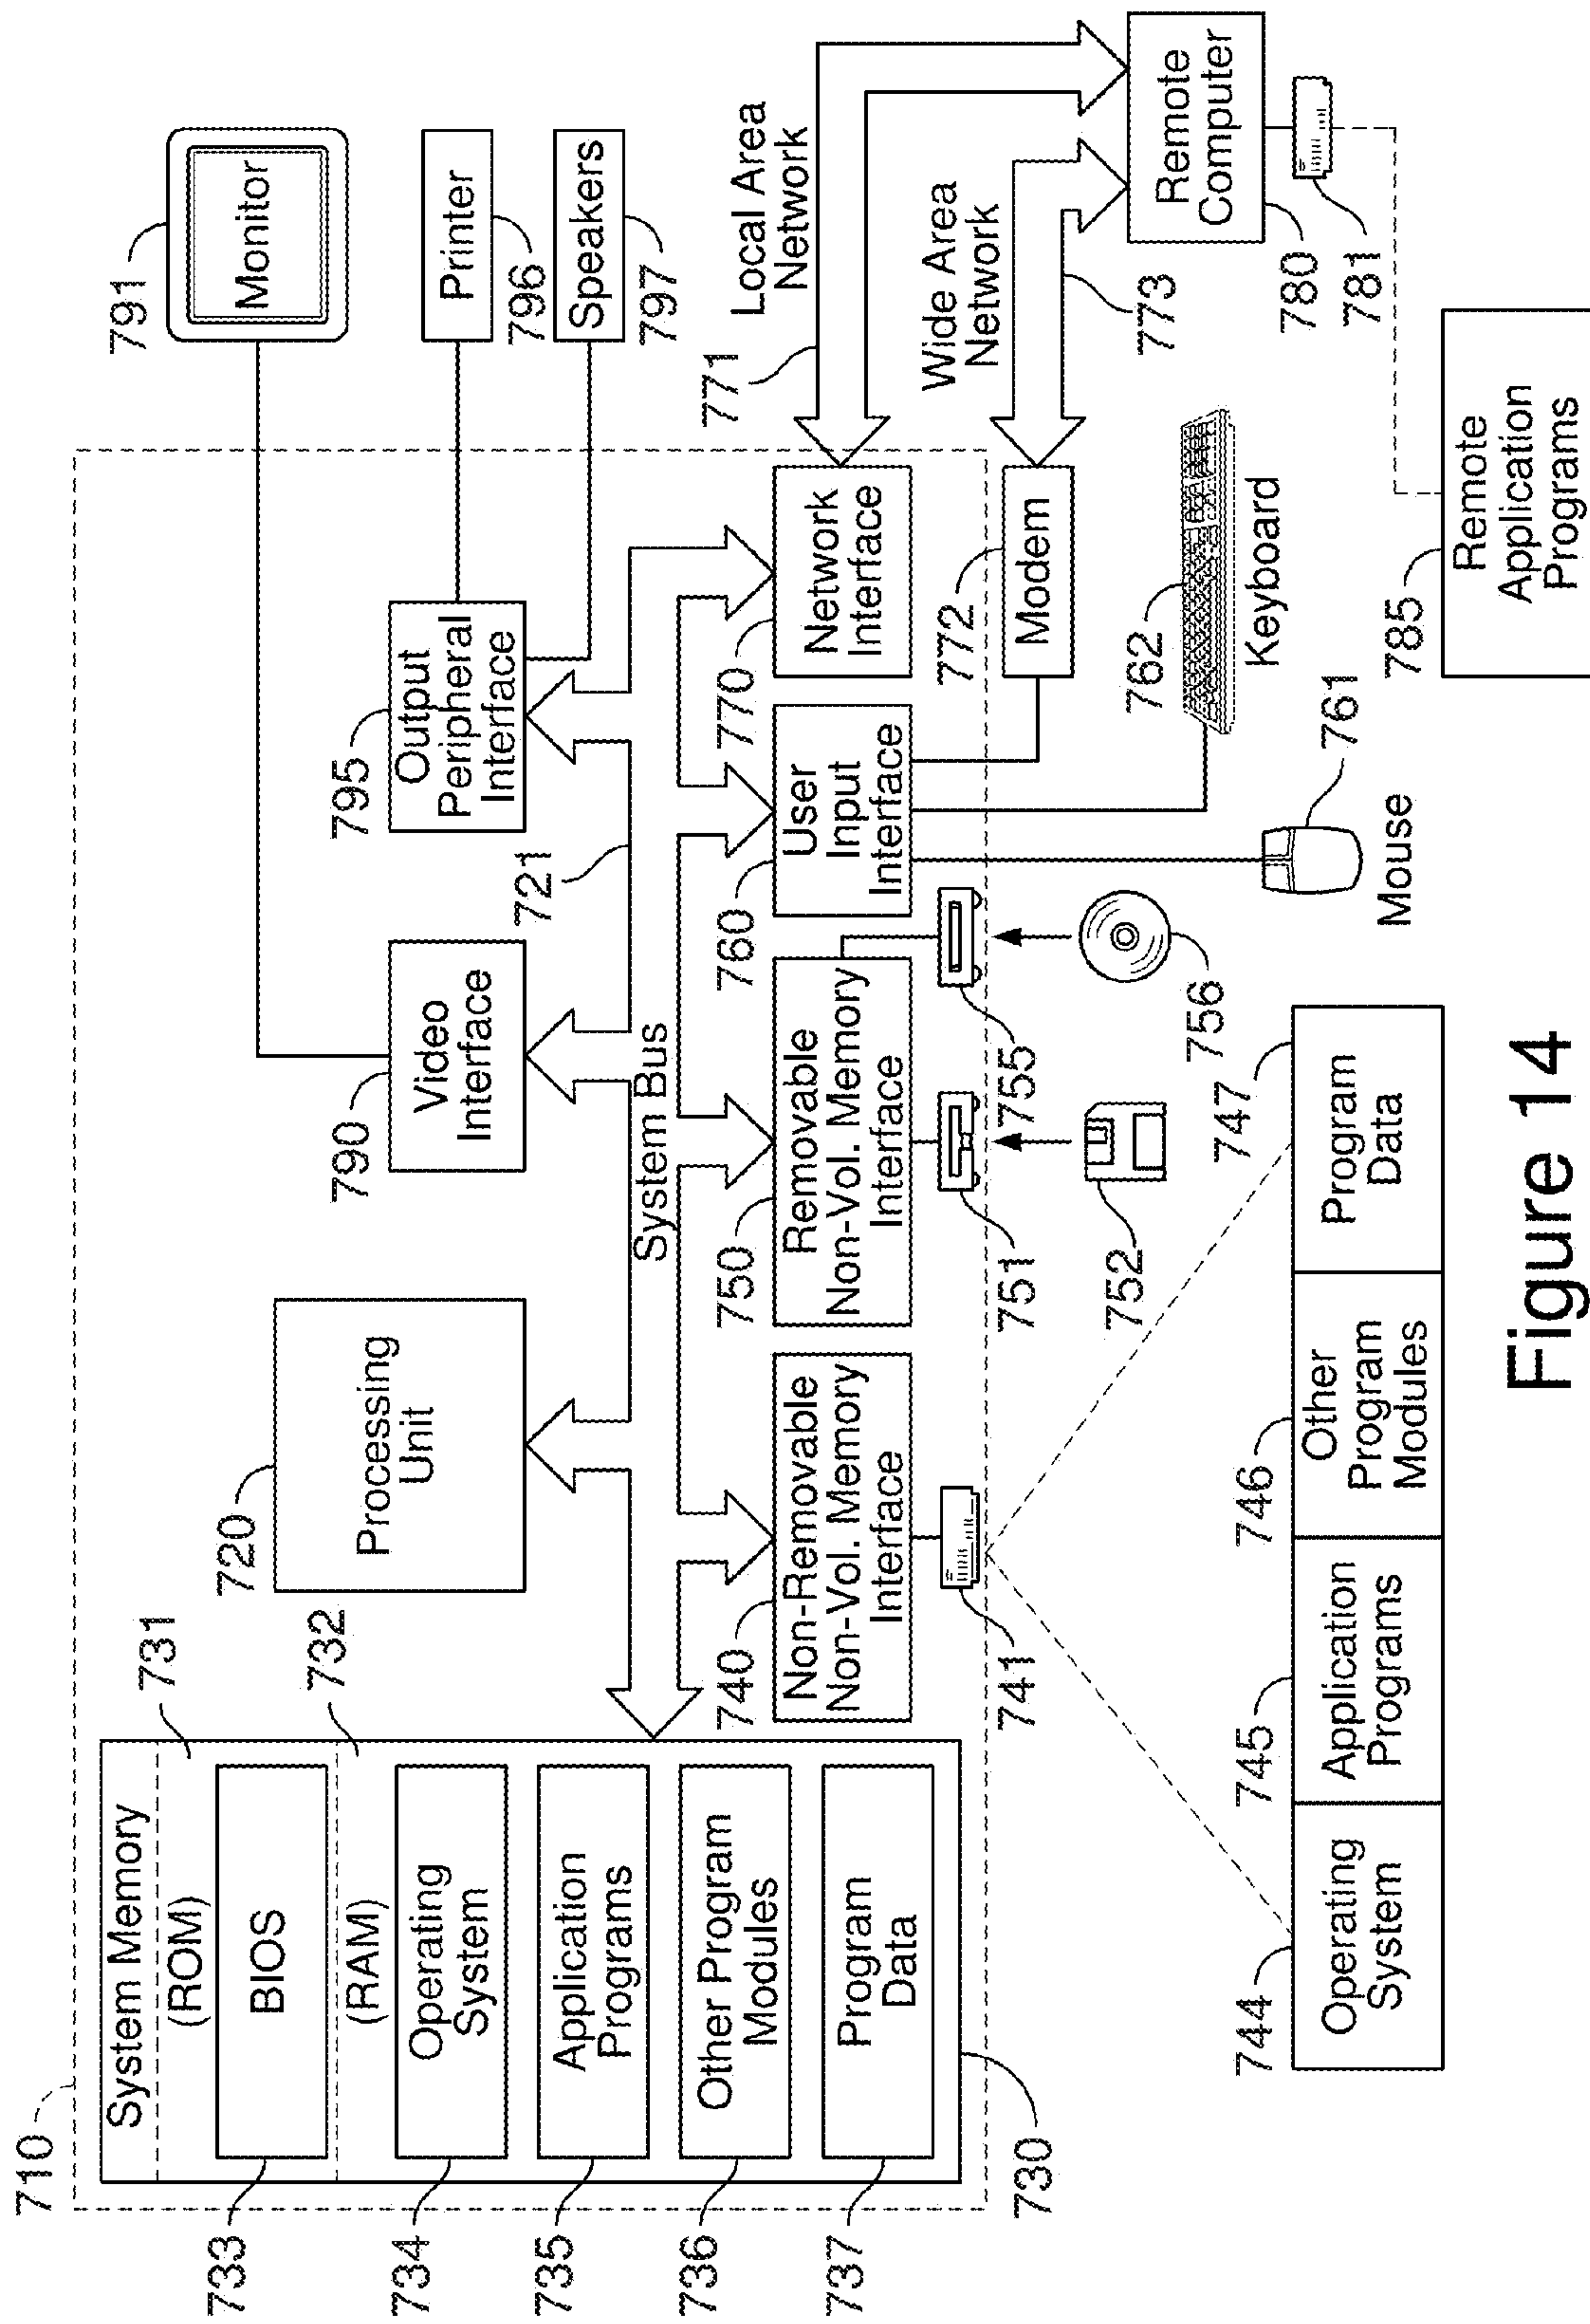 710
System Memory
(ROM)
731
BIOS
733
(RAM)
732
Operating
System
734
Application
Programs
735
Other Program
Modules
736
Program
Data
737
730
720
Processing
Unit
790
Video
Interface
795
Output
Peripheral
Interface
791
Monitor
Printer
796
Speakers
797
721
System Bus
740
Non-Removable
Non-Vol. Memory
Interface
741
750
Removable
Non-Vol. Memory
Interface
751
755
752
756
760
User
Input
Interface
770
Network
Interface
771
Local Area
Network
772
Modem
Wide Area
Network
773
Remote
Computer
780
781
762
Keyboard
761
Mouse
785
Remote
Application
Programs
744
Operating
System
745
Application
Programs
746
Other
Program
Modules
747
Program
Data
Figure 14